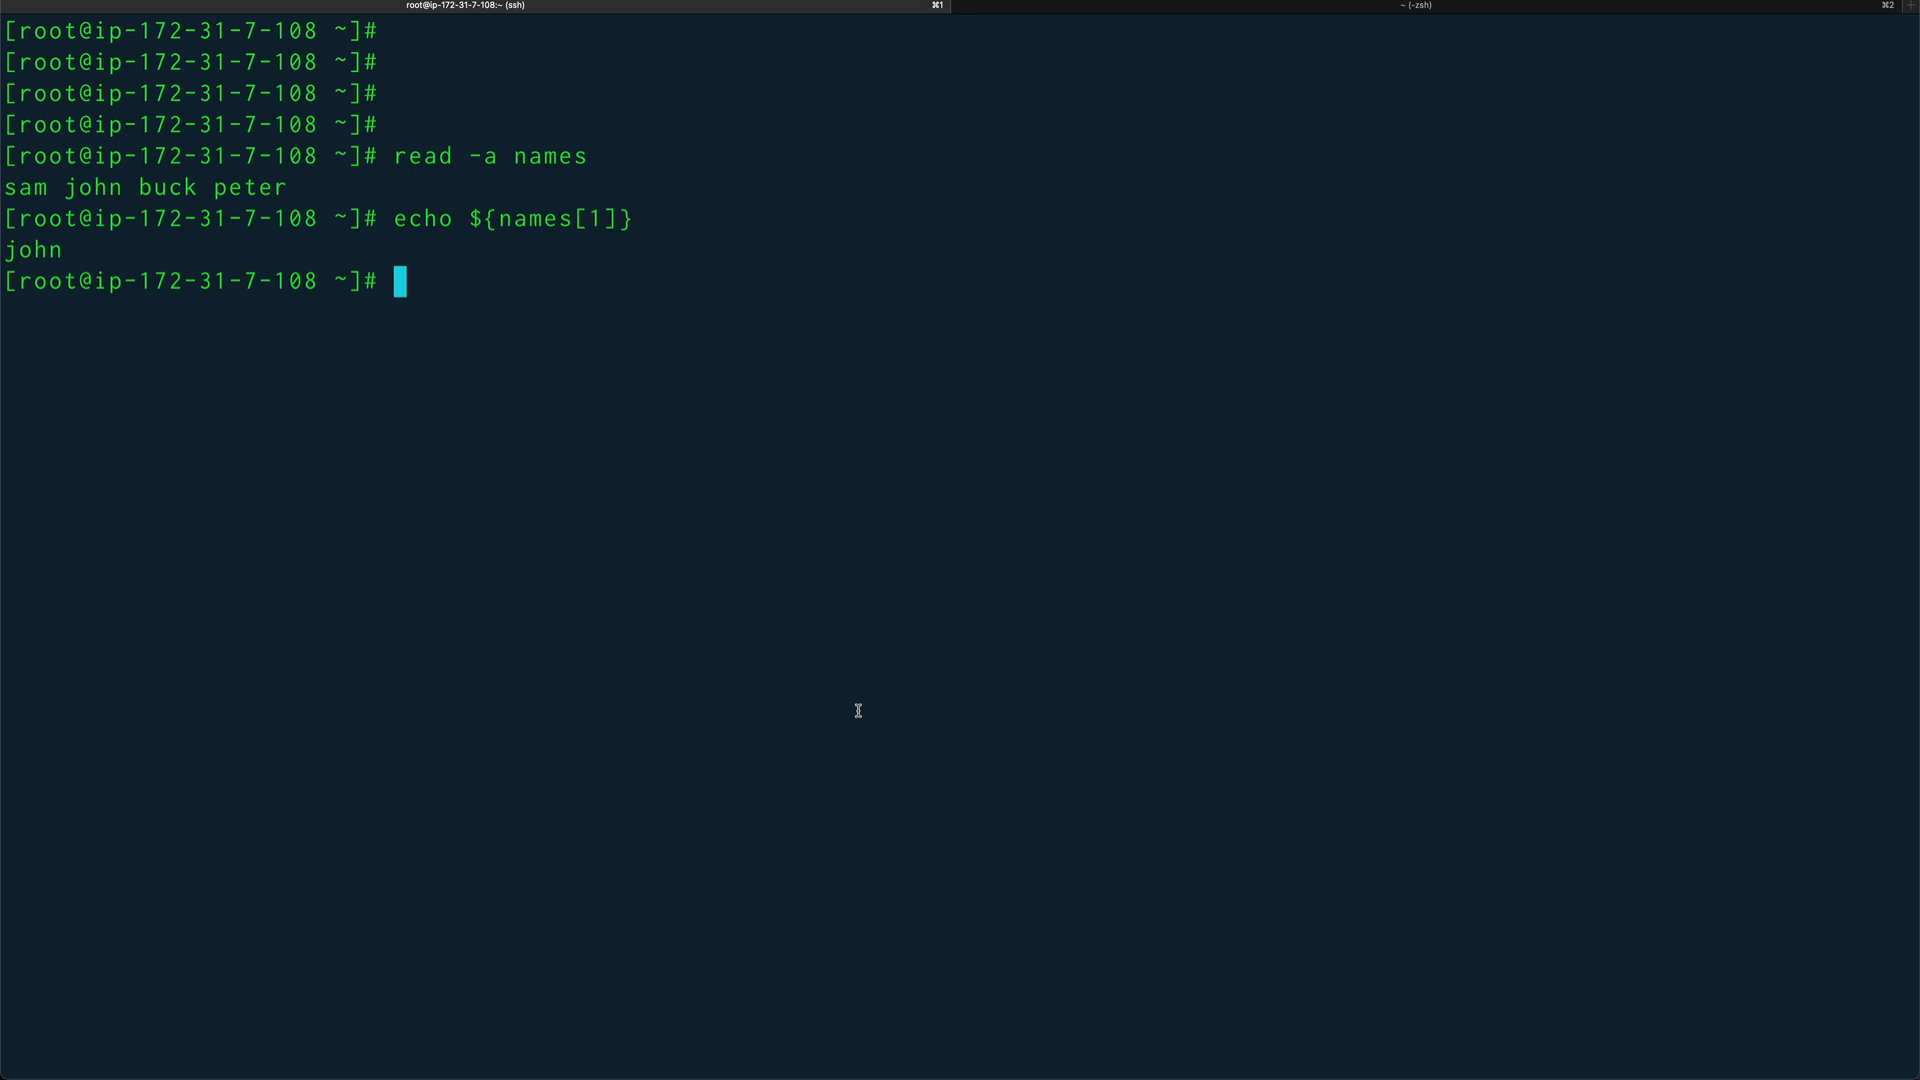 root@ip-172-31-7-108:~ (ssh) ⌘1 ~ (-zsh) ⌘2 +
[root@ip-172-31-7-108 ~]#
[root@ip-172-31-7-108 ~]#
[root@ip-172-31-7-108 ~]#
[root@ip-172-31-7-108 ~]#
[root@ip-172-31-7-108 ~]# read -a names
sam john buck peter
[root@ip-172-31-7-108 ~]# echo ${names[1]}
john
[root@ip-172-31-7-108 ~]#